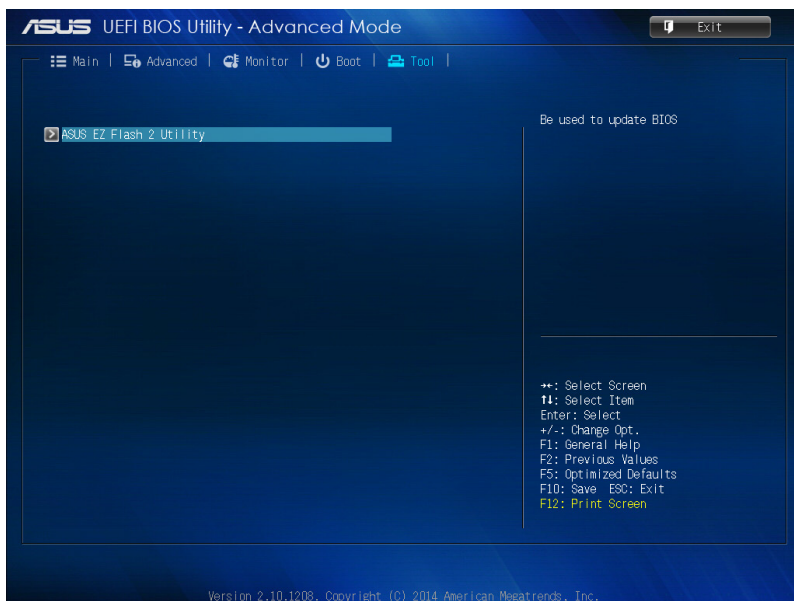 ASUS UEFI BIOS Utility - Advanced Mode
Exit
Main | Advanced | Monitor | Boot | Tool |
Be used to update BIOS
ASUS EZ Flash 2 Utility
→←: Select Screen
↑↓: Select Item
Enter: Select
+/-: Change Opt.
F1: General Help
F2: Previous Values
F5: Optimized Defaults
F10: Save ESC: Exit
F12: Print Screen
Version 2.10.1208. Copyright (C) 2014 American Megatrends, Inc.